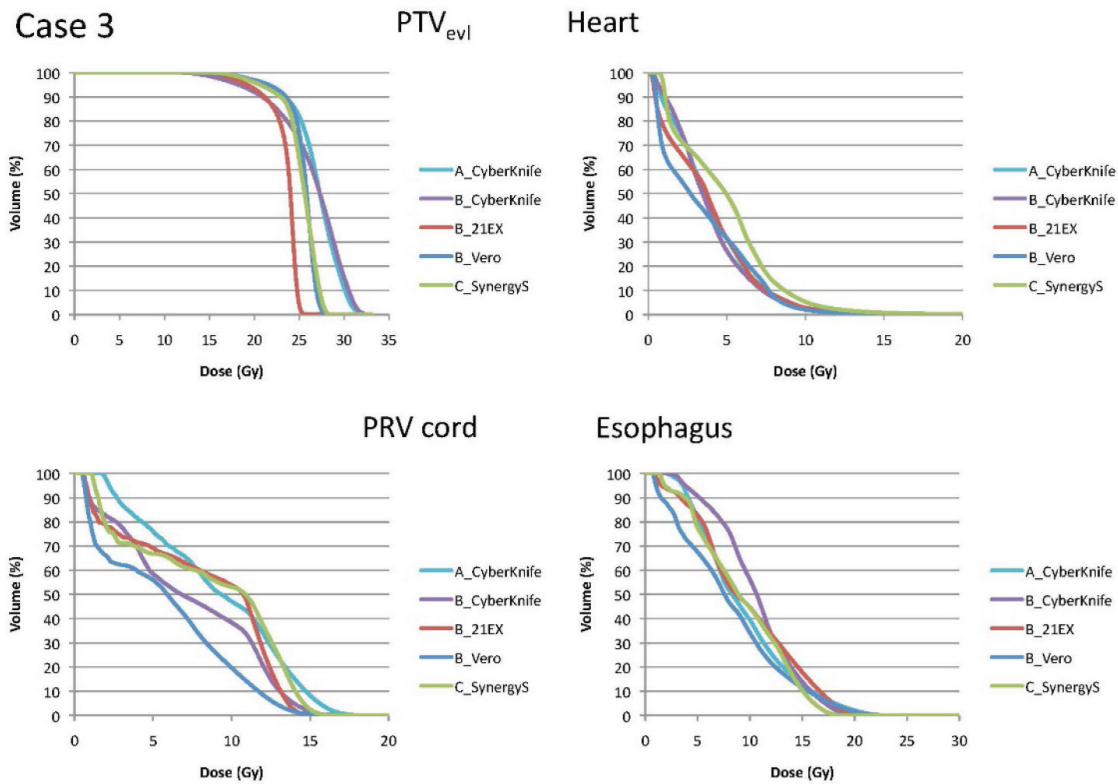 Case 3
PTVevl
Heart
Volume (%)
100
90
80
70
60
50
40
30
20
10
0
0 5 10 15 20 25 30 35
Dose (Gy)
A_CyberKnife
B_CyberKnife
B_21EX
B_Vero
C_SynergyS
Volume (%)
100
90
80
70
60
50
40
30
20
10
0
0 5 10 15 20
Dose (Gy)
A_CyberKnife
B_CyberKnife
B_21EX
B_Vero
C_SynergyS
PRV cord
Esophagus
Volume (%)
100
90
80
70
60
50
40
30
20
10
0
0 5 10 15 20
Dose (Gy)
A_CyberKnife
B_CyberKnife
B_21EX
B_Vero
C_SynergyS
Volume (%)
100
90
80
70
60
50
40
30
20
10
0
0 5 10 15 20 25 30
Dose (Gy)
A_CyberKnife
B_CyberKnife
B_21EX
B_Vero
C_SynergyS